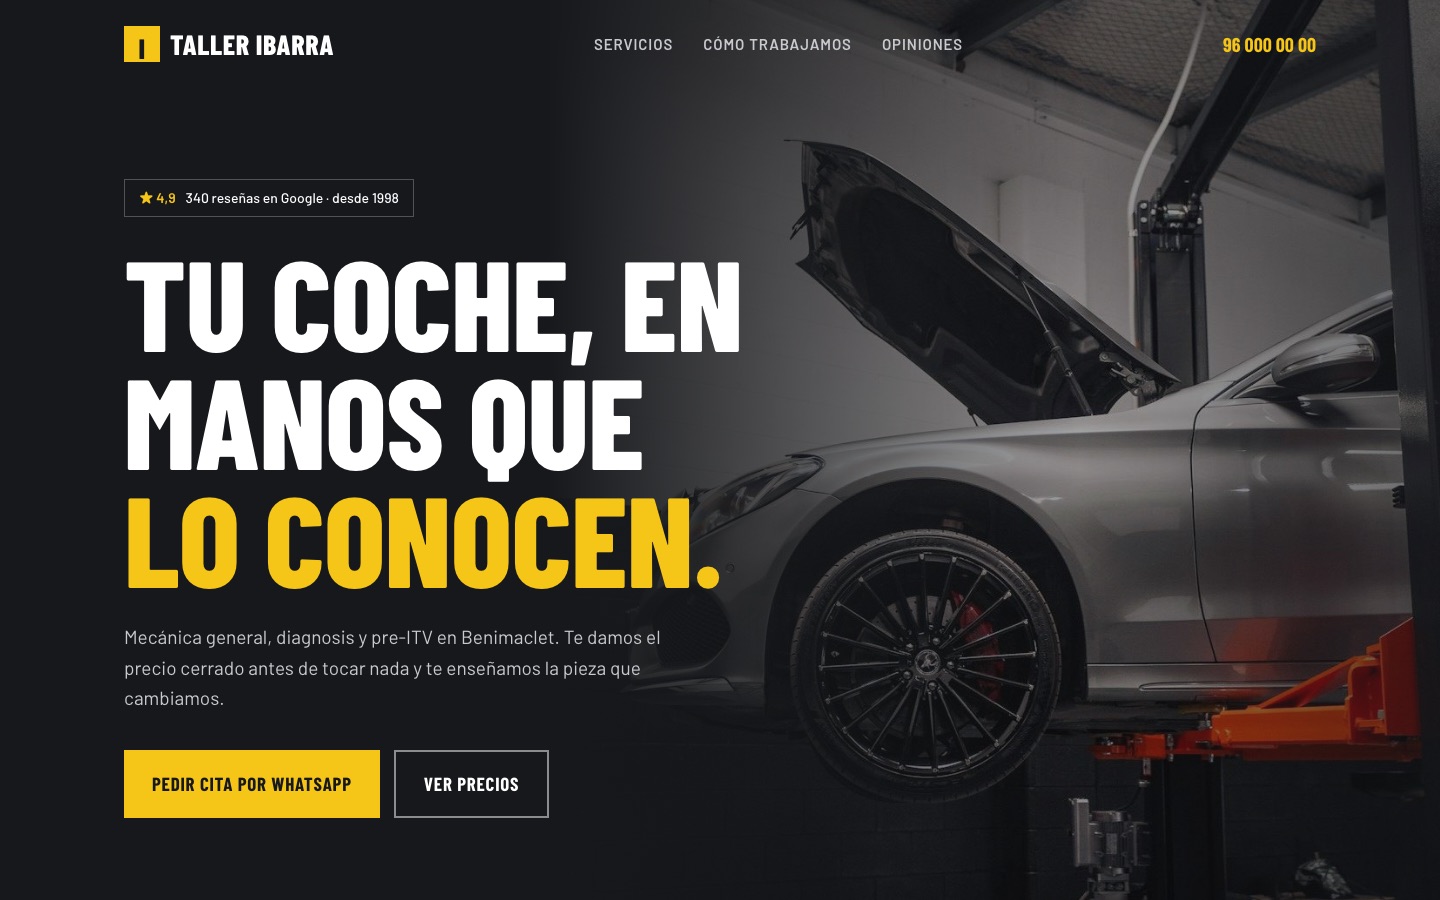 TALLER IBARRA
SERVICIOS
CÓMO TRABAJAMOS
OPINIONES
96 000 00 00
★ 4,9 340 reseñas en Google · desde 1998
TU COCHE, EN
MANOS QUE
LO CONOCEN.
Mecánica general, diagnosis y pre-ITV en Benimaclet. Te damos el
precio cerrado antes de tocar nada y te enseñamos la pieza que
cambiamos.
PEDIR CITA POR WHATSAPP
VER PRECIOS